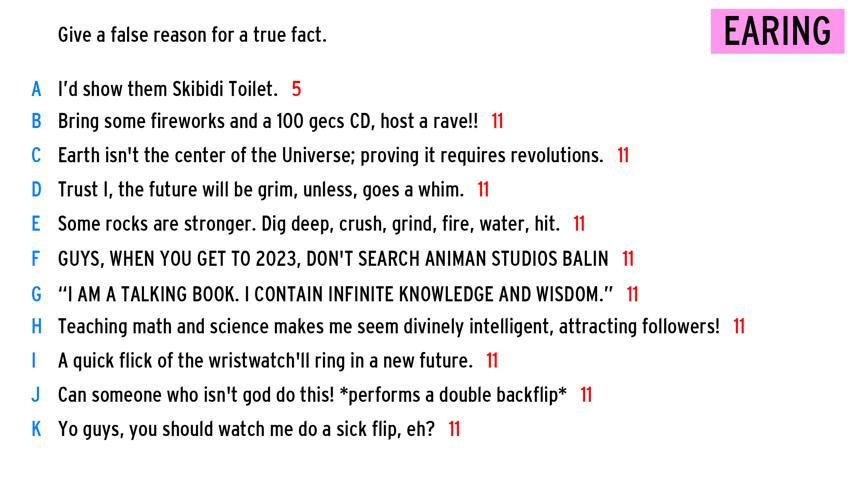 Give a false reason for a true fact.
EARING
A I'd show them Skibidi Toilet. 5
B Bring some fireworks and a 100 gecs CD, host a rave!! 11
C Earth isn't the center of the Universe; proving it requires revolutions. 11
D Trust I, the future will be grim, unless, goes a whim. 11
E Some rocks are stronger. Dig deep, crush, grind, fire, water, hit. 11
F GUYS, WHEN YOU GET TO 2023, DON'T SEARCH ANIMAN STUDIOS BALIN 11
G “I AM A TALKING BOOK. I CONTAIN INFINITE KNOWLEDGE AND WISDOM.” 11
H Teaching math and science makes me seem divinely intelligent, attracting followers! 11
I A quick flick of the wristwatch'll ring in a new future. 11
J Can someone who isn't god do this! *performs a double backflip* 11
K Yo guys, you should watch me do a sick flip, eh? 11